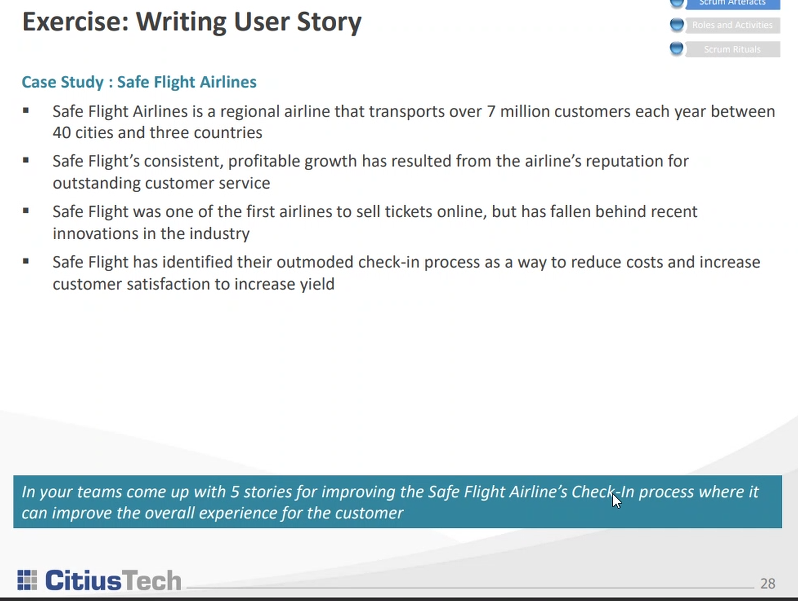 Scrum Artefacts
Exercise: Writing User Story
Roles and Activities
Scrum Rituals
Case Study : Safe Flight Airlines
▪ Safe Flight Airlines is a regional airline that transports over 7 million customers each year between
40 cities and three countries
▪ Safe Flight’s consistent, profitable growth has resulted from the airline’s reputation for
outstanding customer service
▪ Safe Flight was one of the first airlines to sell tickets online, but has fallen behind recent
innovations in the industry
▪ Safe Flight has identified their outmoded check-in process as a way to reduce costs and increase
customer satisfaction to increase yield
In your teams come up with 5 stories for improving the Safe Flight Airline’s Check-In process where it
can improve the overall experience for the customer
CitiusTech
28